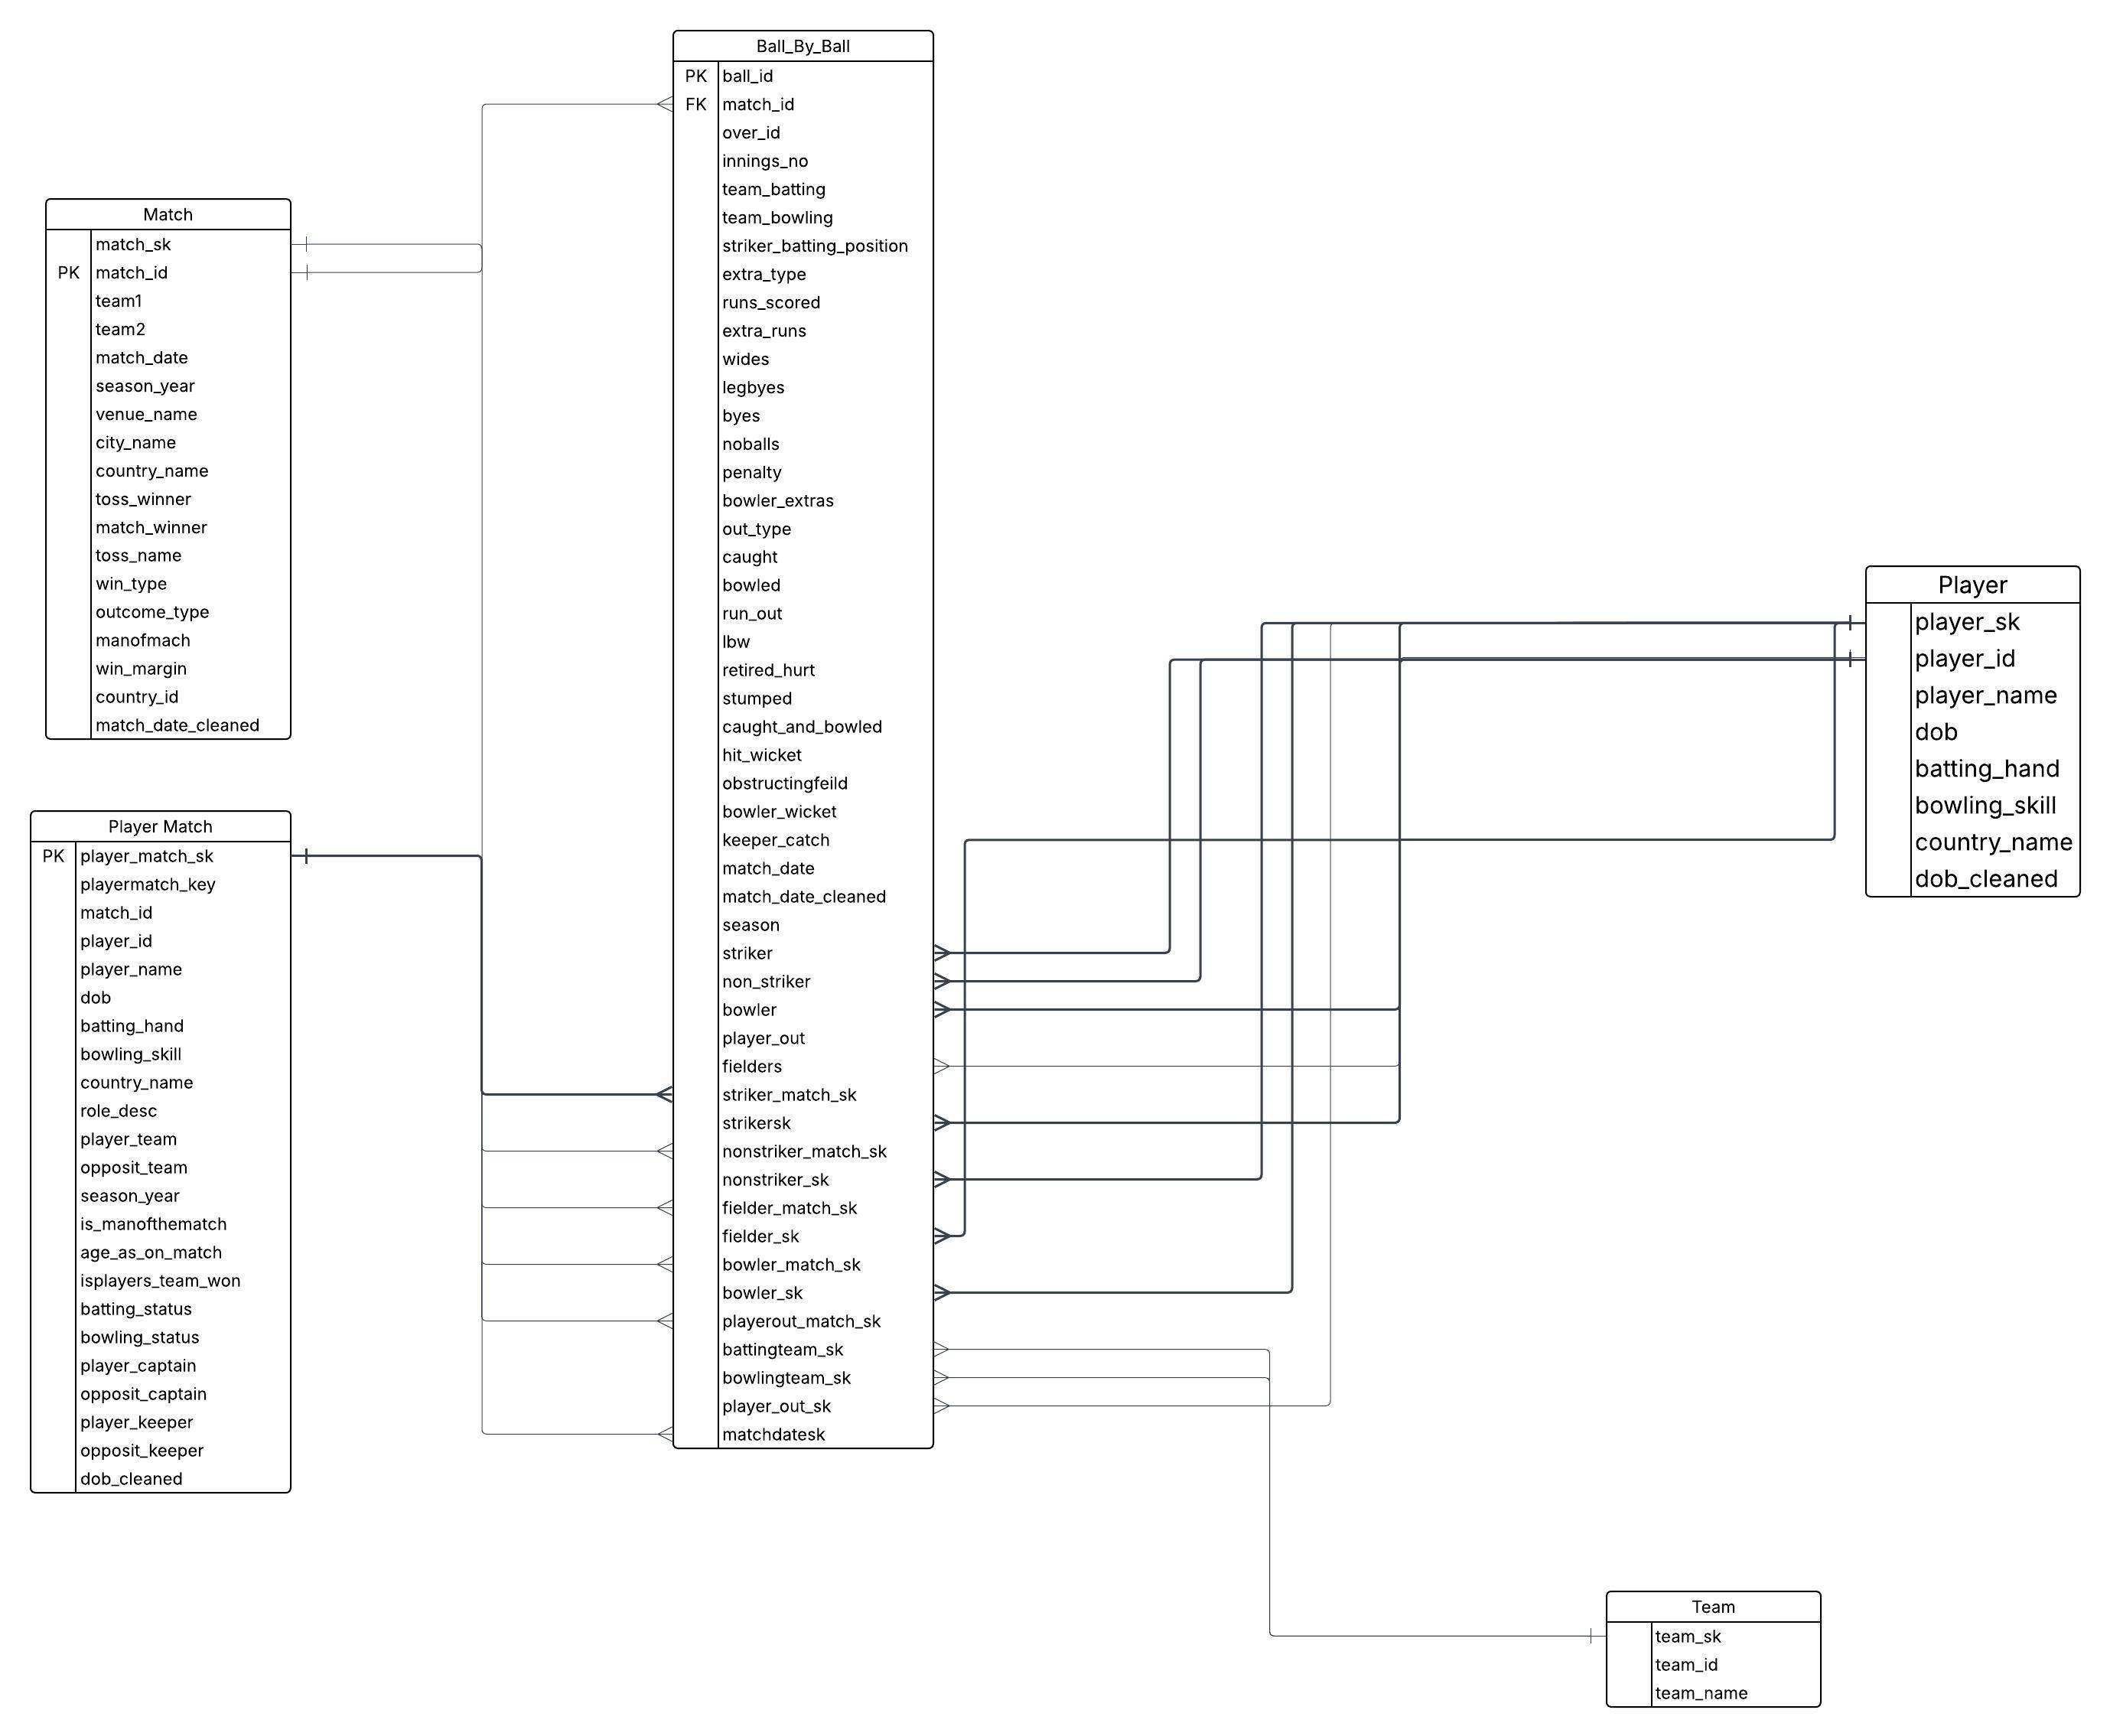 Ball_By_Ball
PK ball_id
FK match_id
over_id
innings_no
team_batting
team_bowling
striker_batting_position
extra_type
runs_scored
extra_runs
wides
legbyes
byes
noballs
penalty
bowler_extras
out_type
caught
bowled
run_out
lbw
retired_hurt
stumped
caught_and_bowled
hit_wicket
obstructingfeild
bowler_wicket
keeper_catch
match_date
match_date_cleaned
season
striker
non_striker
bowler
player_out
fielders
striker_match_sk
strikersk
nonstriker_match_sk
nonstriker_sk
fielder_match_sk
fielder_sk
bowler_match_sk
bowler_sk
playerout_match_sk
battingteam_sk
bowlingteam_sk
player_out_sk
matchdatesk
Match
match_sk
PK match_id
team1
team2
match_date
season_year
venue_name
city_name
country_name
toss_winner
match_winner
toss_name
win_type
outcome_type
manofmach
win_margin
country_id
match_date_cleaned
Player Match
PK player_match_sk
playermatch_key
match_id
player_id
player_name
dob
batting_hand
bowling_skill
country_name
role_desc
player_team
opposit_team
season_year
is_manofthematch
age_as_on_match
isplayers_team_won
batting_status
bowling_status
player_captain
opposit_captain
player_keeper
opposit_keeper
dob_cleaned
Player
player_sk
player_id
player_name
dob
batting_hand
bowling_skill
country_name
dob_cleaned
Team
team_sk
team_id
team_name